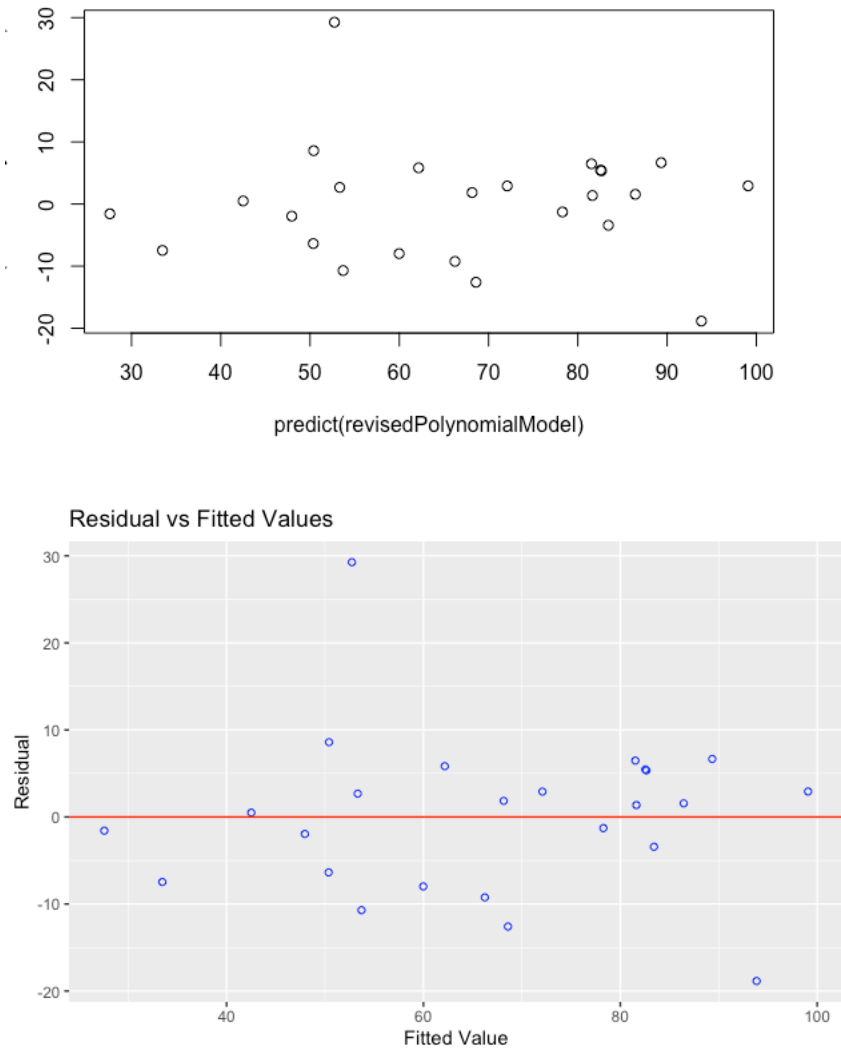 30
20
10
0
-10
-20
30 40 50 60 70 80 90 100
predict(revisedPolynomialModel)
Residual vs Fitted Values
30
20
10
0
-10
-20
Residual
40 60 80 100
Fitted Value